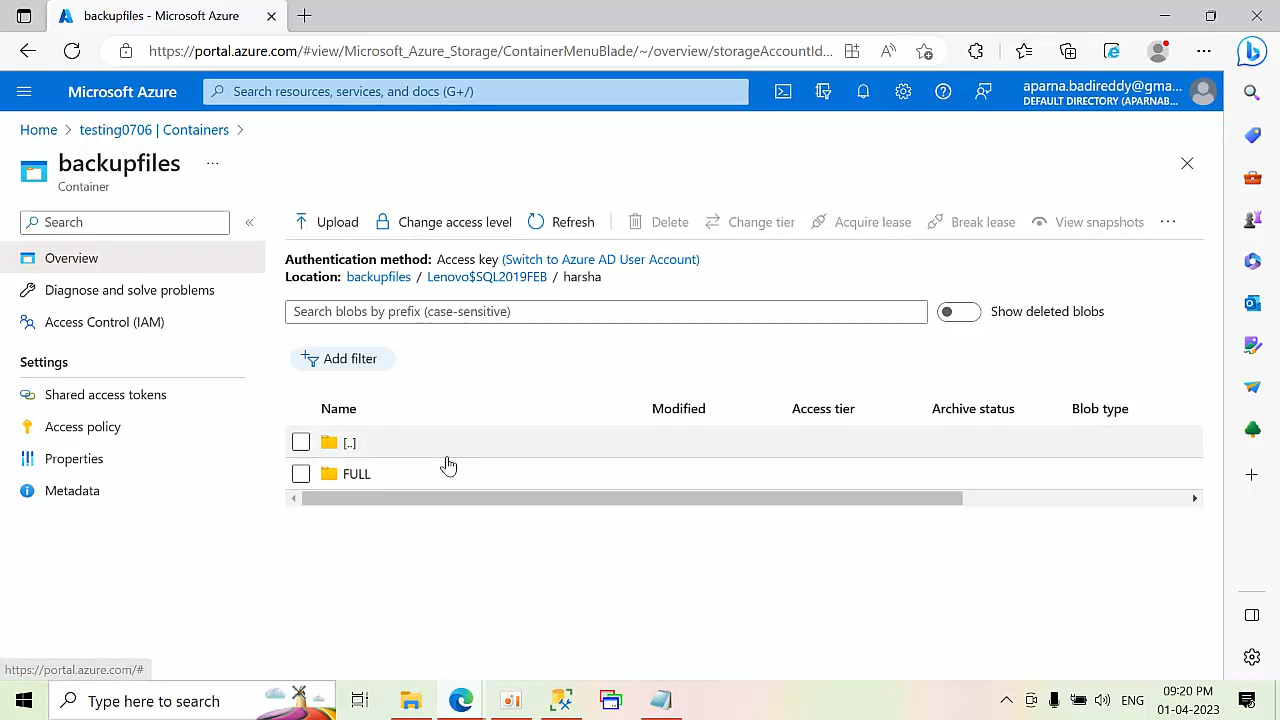 backupfiles - Microsoft Azure
https://portal.azure.com/#view/Microsoft_Azure_Storage/ContainerMenuBlade/~/overview/storageAccountId...
Microsoft Azure
Search resources, services, and docs (G+/)
aparna.badireddy@gma...
DEFAULT DIRECTORY (APARNAB...
Home > testing0706 | Containers >
backupfiles ...
Container
Search
«
Upload
Change access level
Refresh
Delete
Change tier
Acquire lease
Break lease
View snapshots
...
Overview
Diagnose and solve problems
Access Control (IAM)
Settings
Shared access tokens
Access policy
Properties
Metadata
Authentication method: Access key (Switch to Azure AD User Account)
Location: backupfiles / Lenovo$SQL2019FEB / harsha
Search blobs by prefix (case-sensitive)
Show deleted blobs
Add filter
Name Modified Access tier Archive status Blob type
[..]
FULL
https://portal.azure.com/#
Type here to search
ENG
09:20 PM
01-04-2023